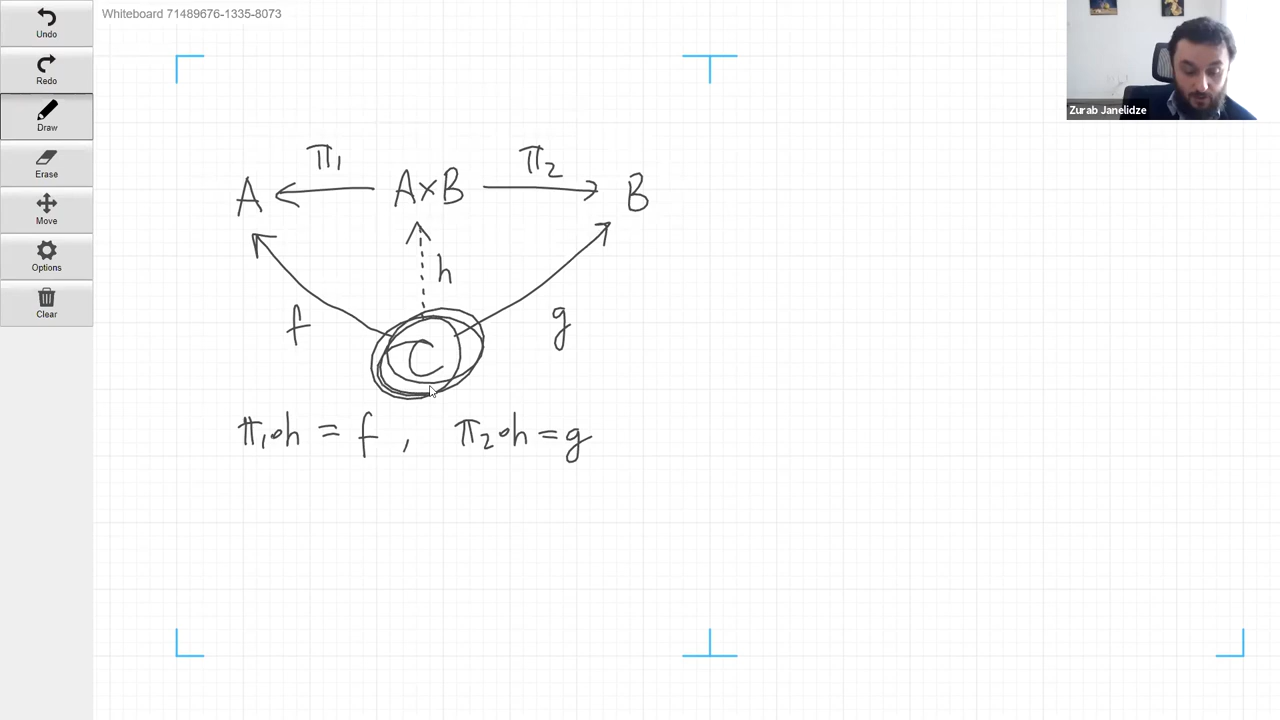 Whiteboard 71489676-1335-8073
Undo
Redo
Draw
Erase
Move
Options
Clear
Zurab Janelidze
π₁ π₂
A A×B B
h
f g
C
π₁∘h = f , π₂∘h = g